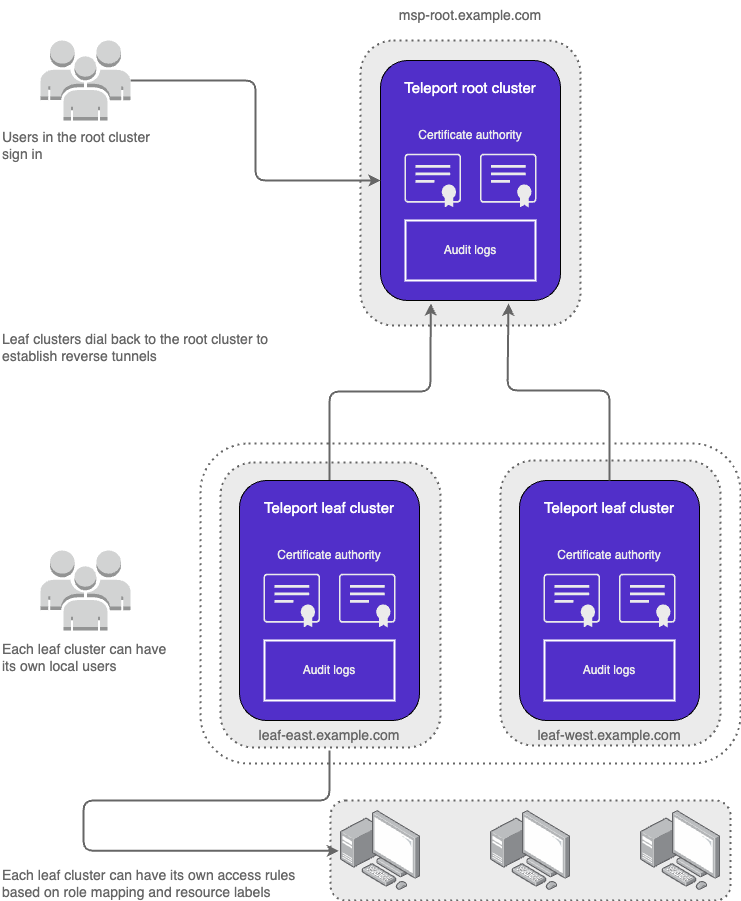 msp-root.example.com
Teleport root cluster
Certificate authority
Audit logs
Users in the root cluster
sign in
Leaf clusters dial back to the root cluster to
establish reverse tunnels
Teleport leaf cluster
Certificate authority
Audit logs
leaf-east.example.com
Teleport leaf cluster
Certificate authority
Audit logs
leaf-west.example.com
Each leaf cluster can have
its own local users
Each leaf cluster can have its own access rules
based on role mapping and resource labels